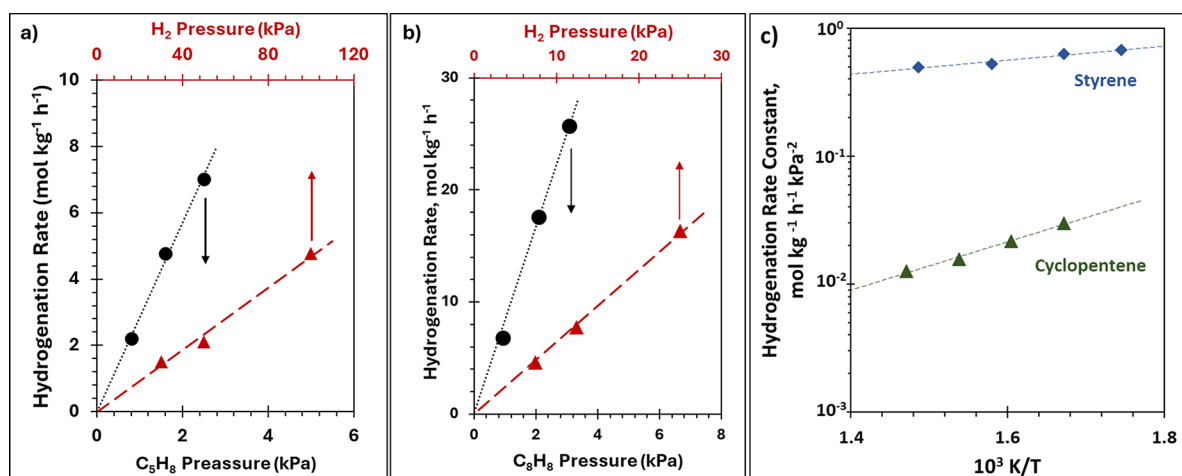 a)
H₂ Pressure (kPa)
0 40 80 120
Hydrogenation Rate (mol kg⁻¹ h⁻¹)
10
8
6
4
2
0
0 2 4 6
C₅H₈ Preassure (kPa)
b)
H₂ Pressure (kPa)
0 8 16 24
Hydrogenation Rate, mol kg⁻¹ h⁻¹
30
20
10
0
0 2 4 6 8
C₈H₈ Pressure (kPa)
c)
Hydrogenation Rate Constant,
mol kg ⁻¹ h⁻¹ kPa⁻²
10⁰
10⁻¹
10⁻²
10⁻³
Styrene
Cyclopentene
1.4 1.6 1.8
10³ K/T